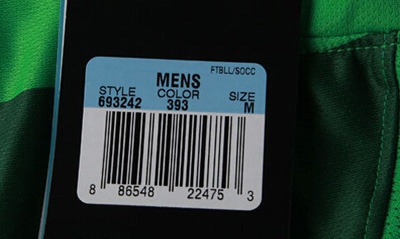 FTBLL/SOCC
MENS
STYLE COLOR SIZE
693242 393 M
8 86548 22475 3